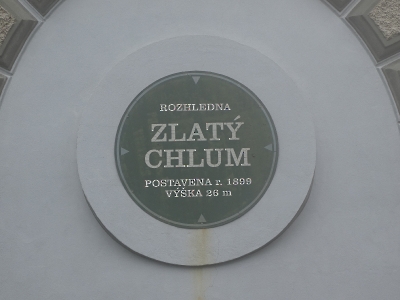 ROZHLEDNA
ZLATÝ
CHLUM
POSTAVENA r. 1899
VÝŠKA 26 m